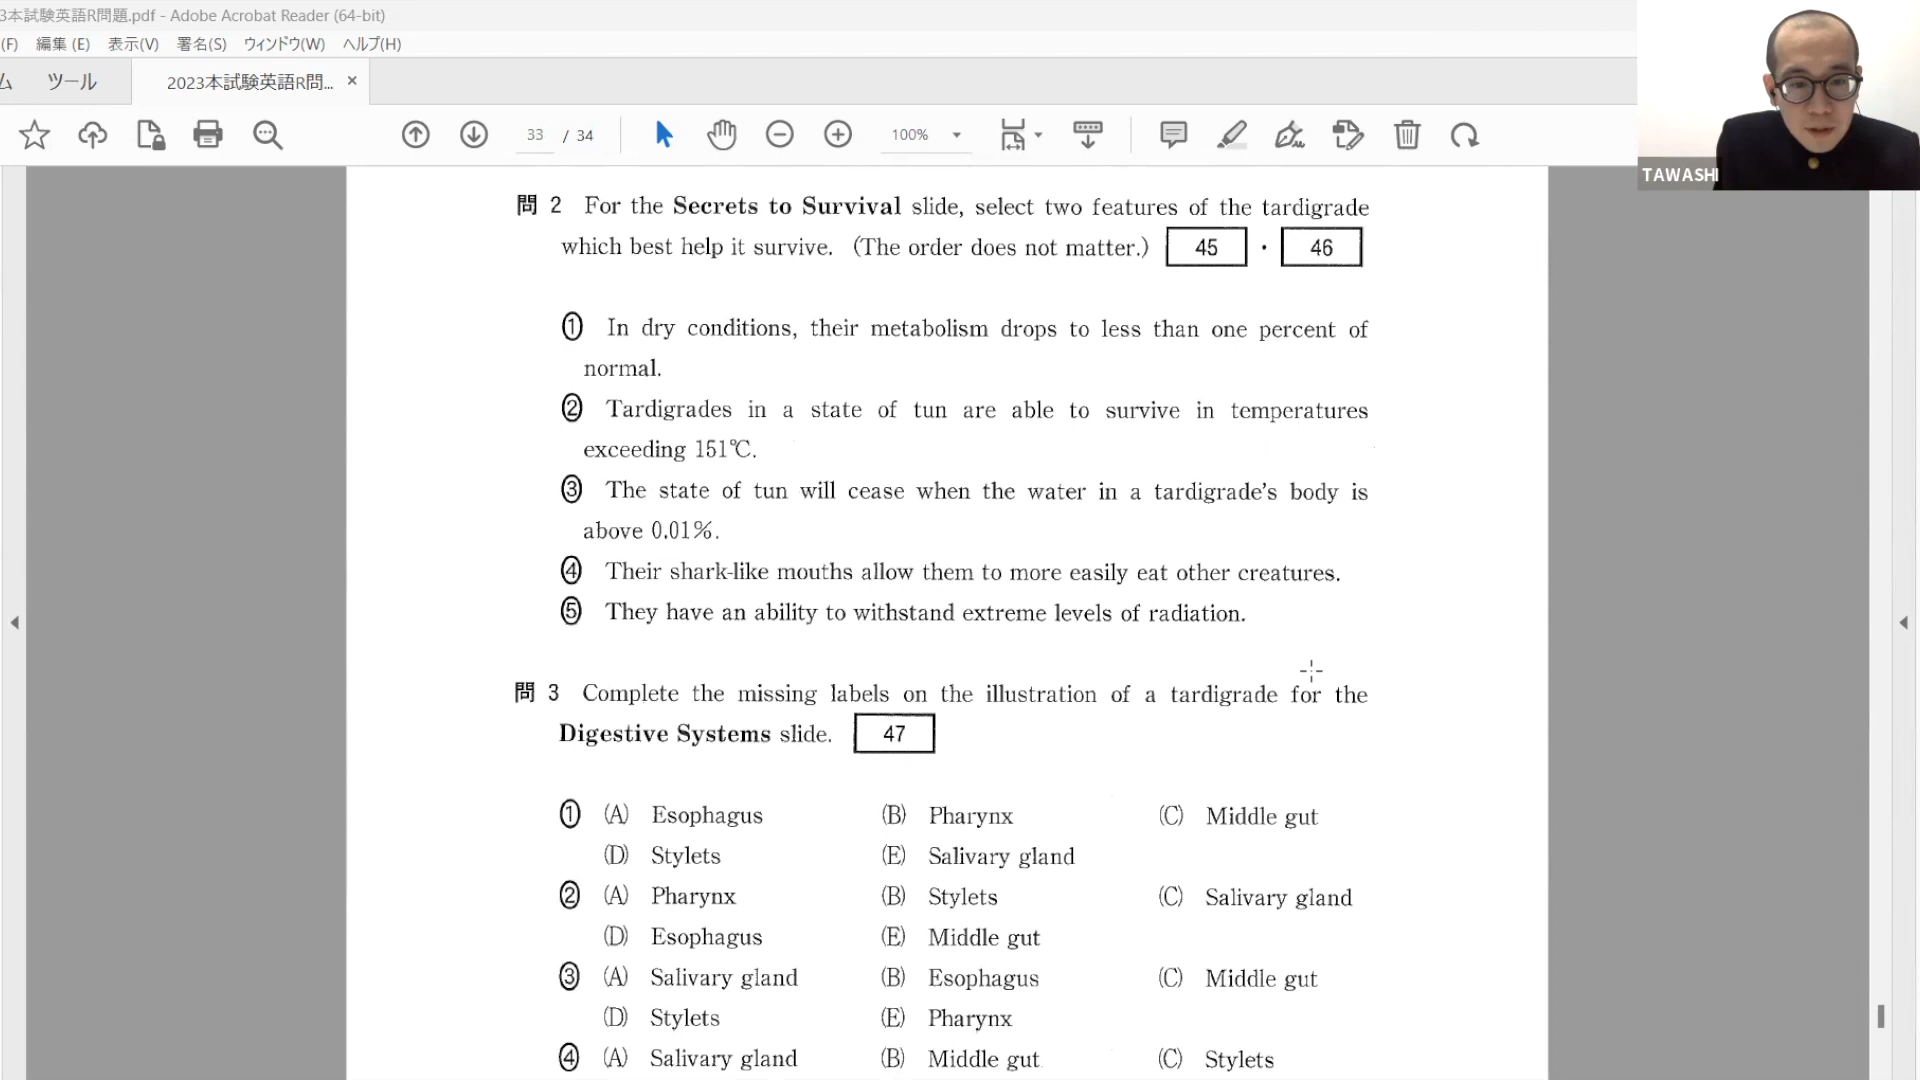 3本試験英語R問題.pdf - Adobe Acrobat Reader (64-bit)
(F) 編集 (E) 表示(V) 署名(S) ウィンドウ(W) ヘルプ(H)
ム ツール 2023本試験英語R問... ×
33 / 34 100%
TAWASHI
問 2 For the Secrets to Survival slide, select two features of the tardigrade
which best help it survive. (The order does not matter.) 45 · 46
① In dry conditions, their metabolism drops to less than one percent of
normal.
② Tardigrades in a state of tun are able to survive in temperatures
exceeding 151℃.
③ The state of tun will cease when the water in a tardigrade's body is
above 0.01%.
④ Their shark-like mouths allow them to more easily eat other creatures.
⑤ They have an ability to withstand extreme levels of radiation.
問 3 Complete the missing labels on the illustration of a tardigrade for the
Digestive Systems slide. 47
① (A) Esophagus (B) Pharynx (C) Middle gut
(D) Stylets (E) Salivary gland
② (A) Pharynx (B) Stylets (C) Salivary gland
(D) Esophagus (E) Middle gut
③ (A) Salivary gland (B) Esophagus (C) Middle gut
(D) Stylets (E) Pharynx
④ (A) Salivary gland (B) Middle gut (C) Stylets